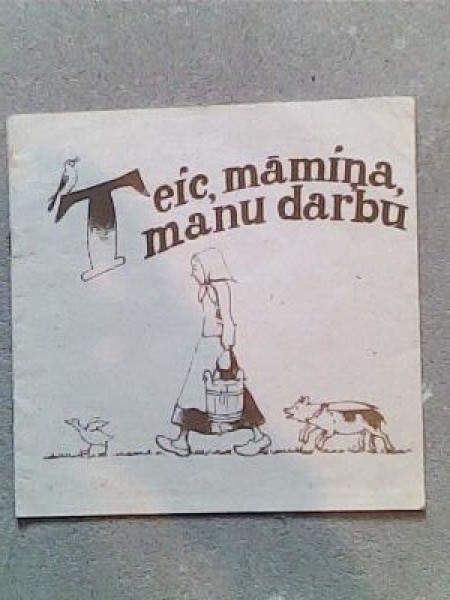 Teic, māmiņa,
manu darbu